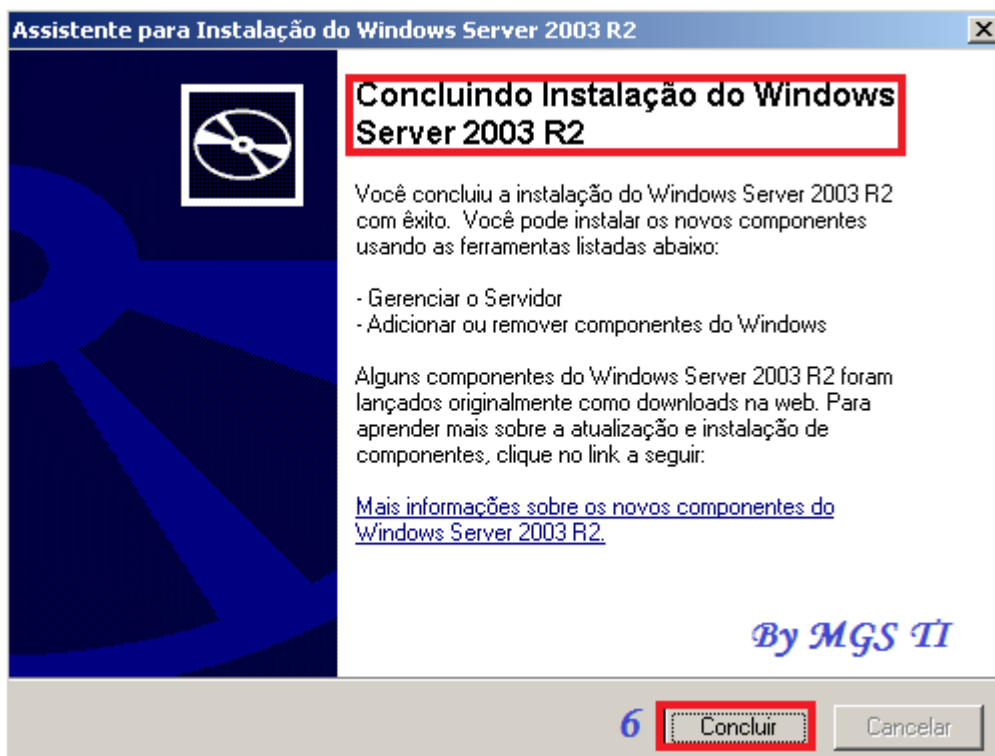 Assistente para Instalação do Windows Server 2003 R2
Concluindo Instalação do Windows
Server 2003 R2
Você concluiu a instalação do Windows Server 2003 R2
com êxito.  Você pode instalar os novos componentes
usando as ferramentas listadas abaixo:
- Gerenciar o Servidor
- Adicionar ou remover componentes do Windows
Alguns componentes do Windows Server 2003 R2 foram
lançados originalmente como downloads na web. Para
aprender mais sobre a atualização e instalação de
componentes, clique no link a seguir:
Mais informações sobre os novos componentes do
Windows Server 2003 R2.
By MGS TI
6 Concluir Cancelar